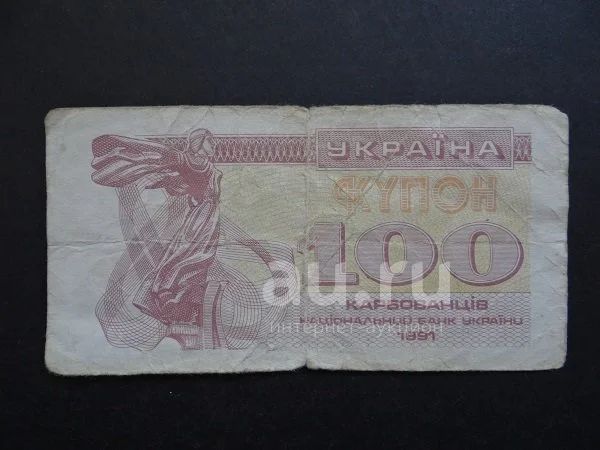 УКРАЇНА
КУПОН
100
au.ru
КАРБОВАНЦІВ
интернет-аукцион
НАЦІОНАЛЬНИЙ БАНК УКРАЇНИ
1991